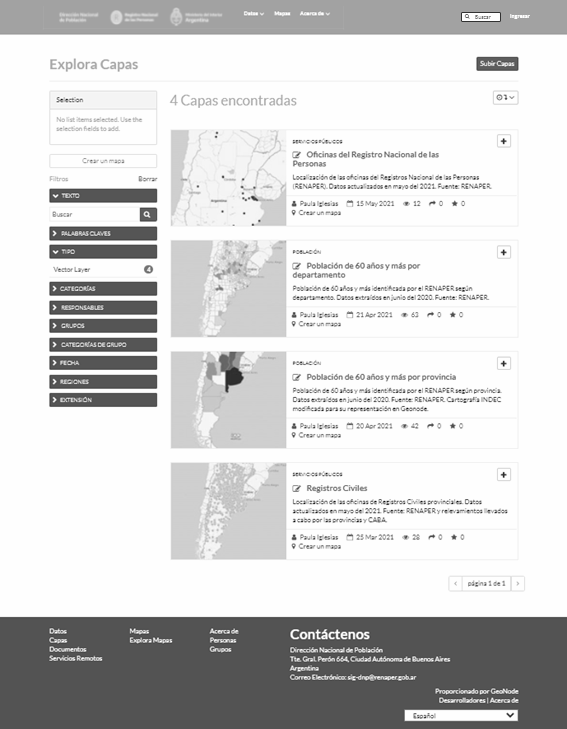 Dirección Nacional
de Población
Registro Nacional
de las Personas
Argentina
Datos
Mapas
Acerca de
Buscar
Ingresar
Explora Capas
Subir Capas
Selection
No list items selected. Use the
selection fields to add.
Crear un mapa
Filtros
Borrar
TEXTO
Buscar
PALABRAS CLAVES
TIPO
Vector Layer
4
CATEGORÍAS
RESPONSABLES
GRUPOS
CATEGORÍAS DE GRUPO
FECHA
REGIONES
EXTENSIÓN
4 Capas encontradas
SERVICIOS PÚBLICOS
Oficinas del Registro Nacional de las
Personas
Localización de las oficinas del Registros Nacional de las Personas
(RENAPER). Datos actualizados en mayo del 2021. Fuente: RENAPER.
Paula Iglesias 15 May 2021 12 0 0
Crear un mapa
POBLACIÓN
Población de 60 años y más por
departamento
Población de 60 años y más identificada por el RENAPER según
departamento. Datos extraídos en junio del 2020. Fuente: RENAPER.
Paula Iglesias 21 Apr 2021 63 0 0
Crear un mapa
POBLACIÓN
Población de 60 años y más por provincia
Población de 60 años y más identificada por el RENAPER según provincia.
Datos extraídos en junio del 2020. Fuente: RENAPER. Cartografía INDEC
modificada para su representación en Geonode.
Paula Iglesias 20 Apr 2021 42 0 0
Crear un mapa
SERVICIOS PÚBLICOS
Registros Civiles
Localización de las oficinas de Registros Civiles provinciales. Datos
actualizados en mayo del 2021. Fuente: RENAPER y relevamientos llevados
a cabo por las provincias y CABA.
Paula Iglesias 25 Mar 2021 28 0 0
Crear un mapa
página 1 de 1
Datos
Capas
Documentos
Servicios Remotos
Mapas
Explora Mapas
Acerca de
Personas
Grupos
Contáctenos
Dirección Nacional de Población
Tte. Gral. Perón 664, Ciudad Autónoma de Buenos Aires
Argentina
Correo Electrónico: sig-dnp@renaper.gob.ar
Proporcionado por GeoNode
Desarrolladores | Acerca de
Español